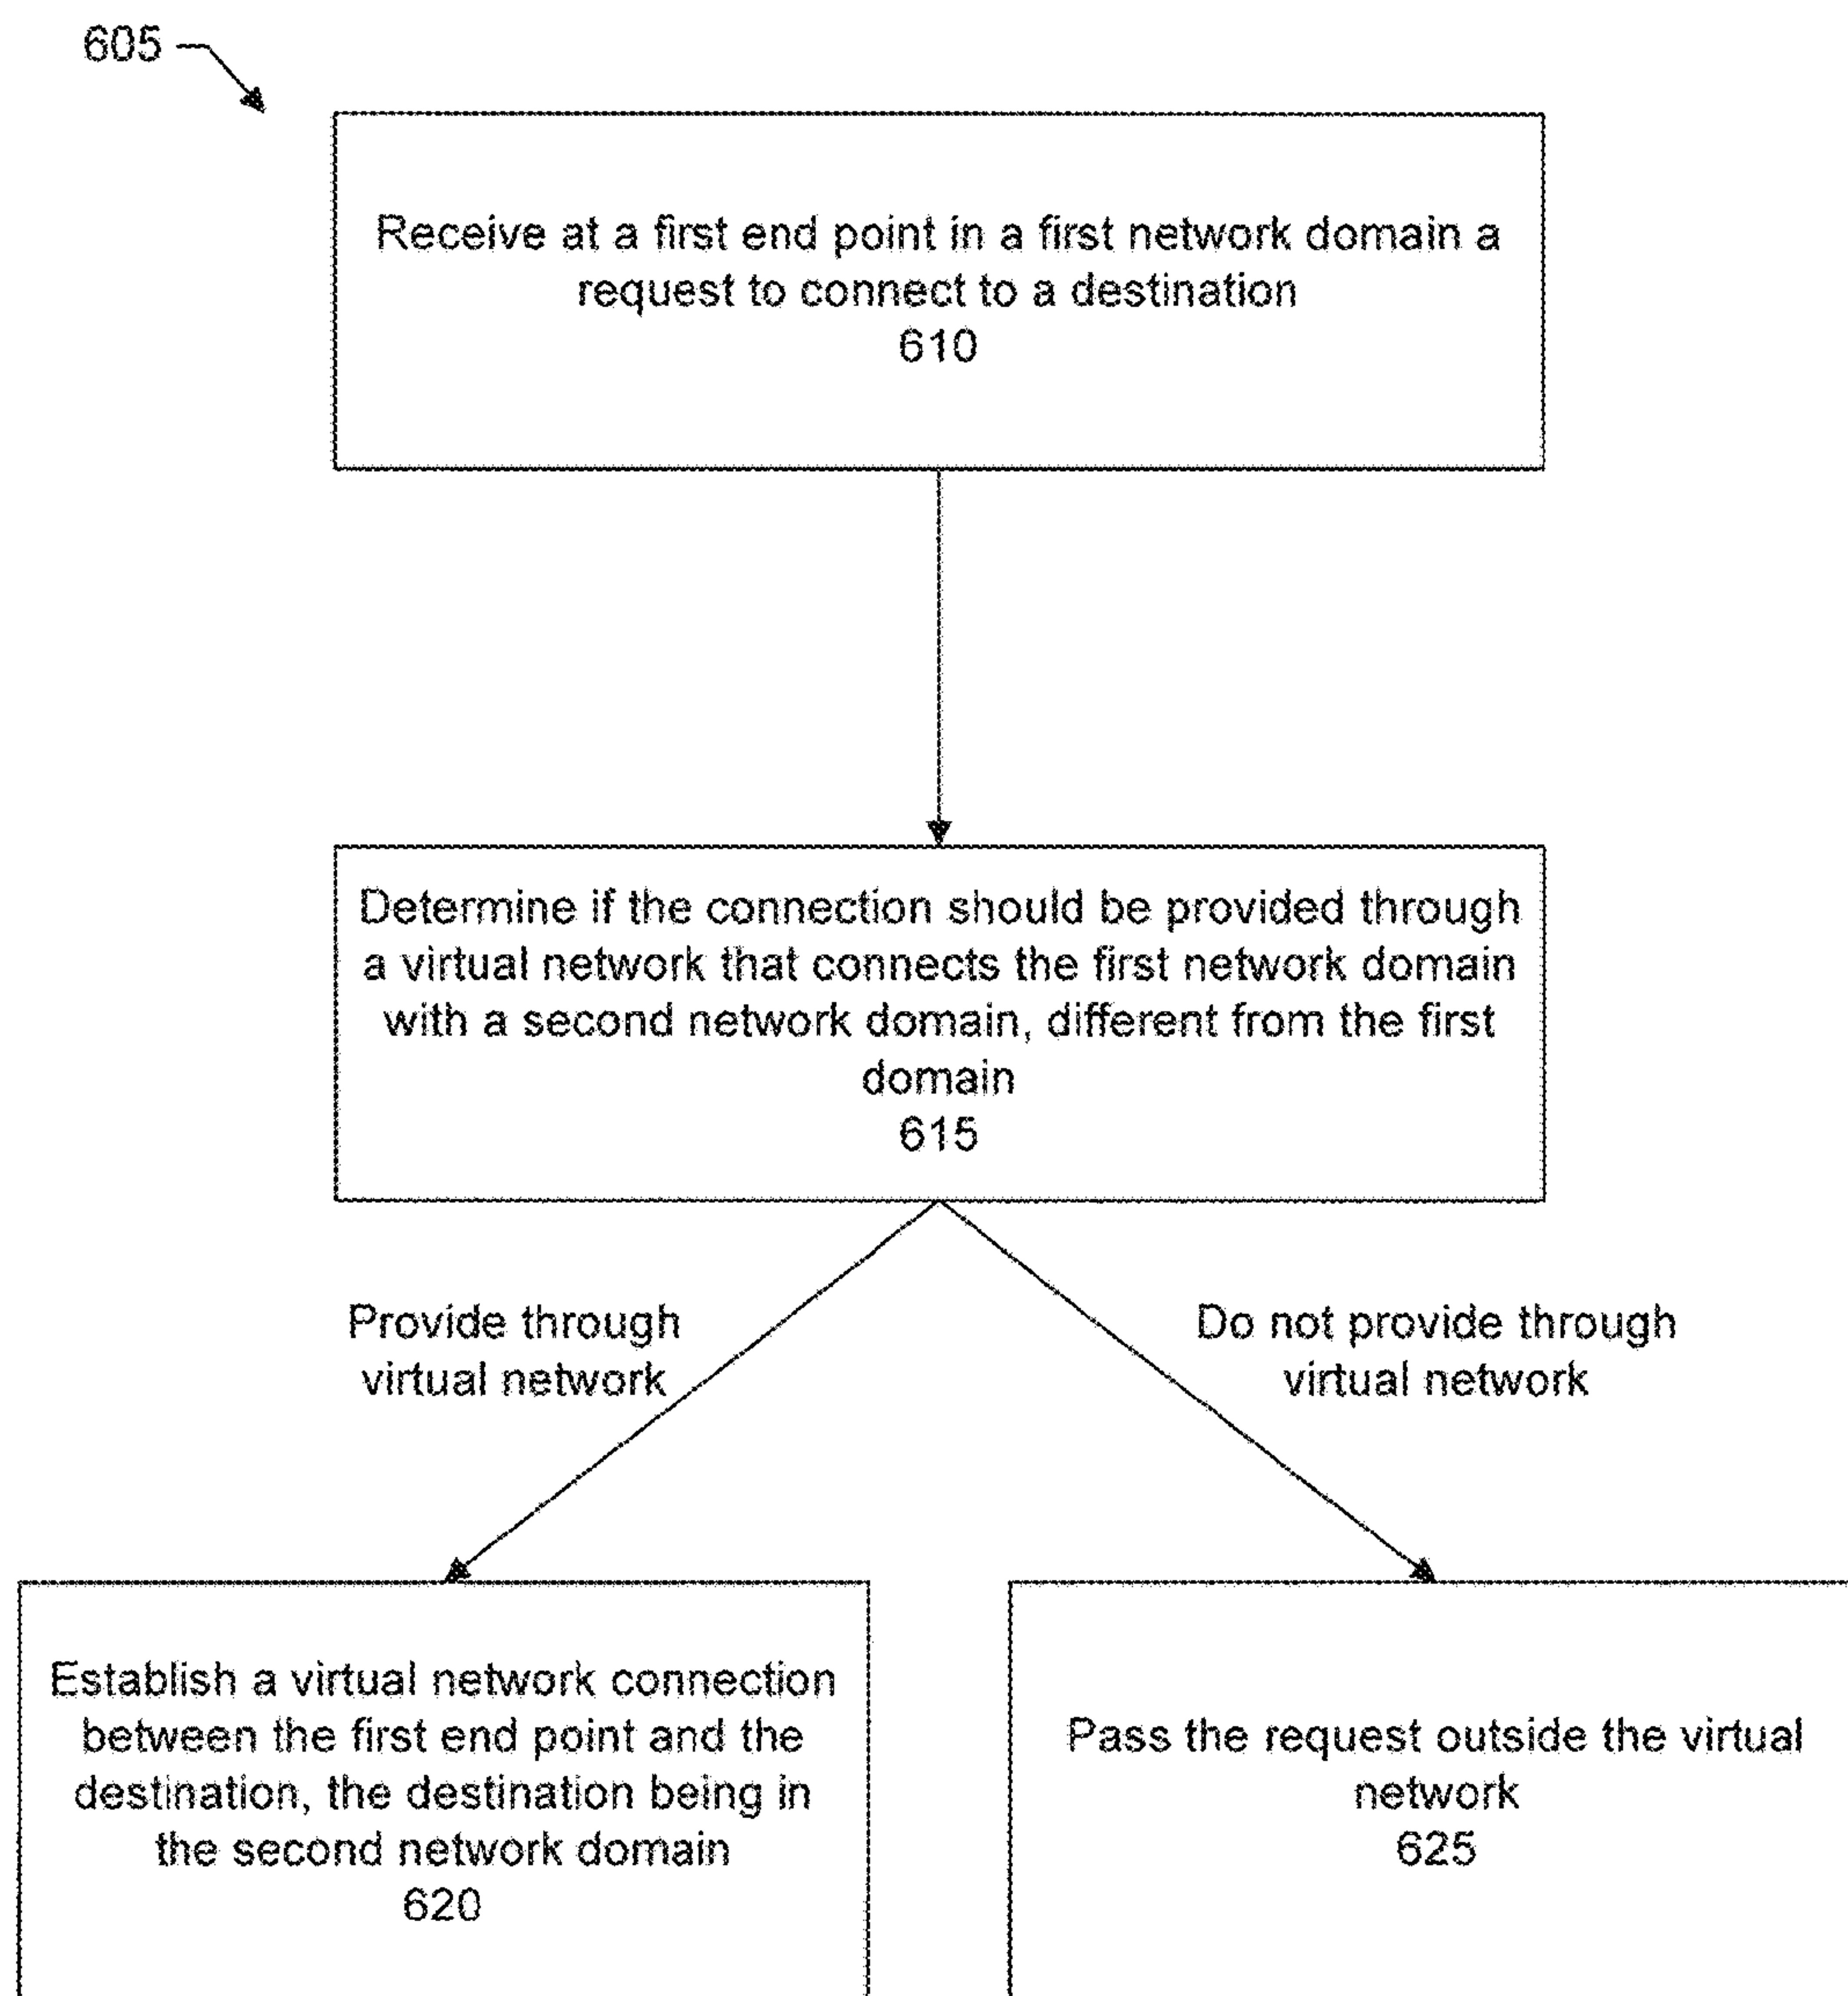 605
Receive at a first end point in a first network domain a
request to connect to a destination
610
Determine if the connection should be provided through
a virtual network that connects the first network domain
with a second network domain, different from the first
domain
615
Provide through
virtual network
Do not provide through
virtual network
Establish a virtual network connection
between the first end point and the
destination, the destination being in
the second network domain
620
Pass the request outside the virtual
network
625